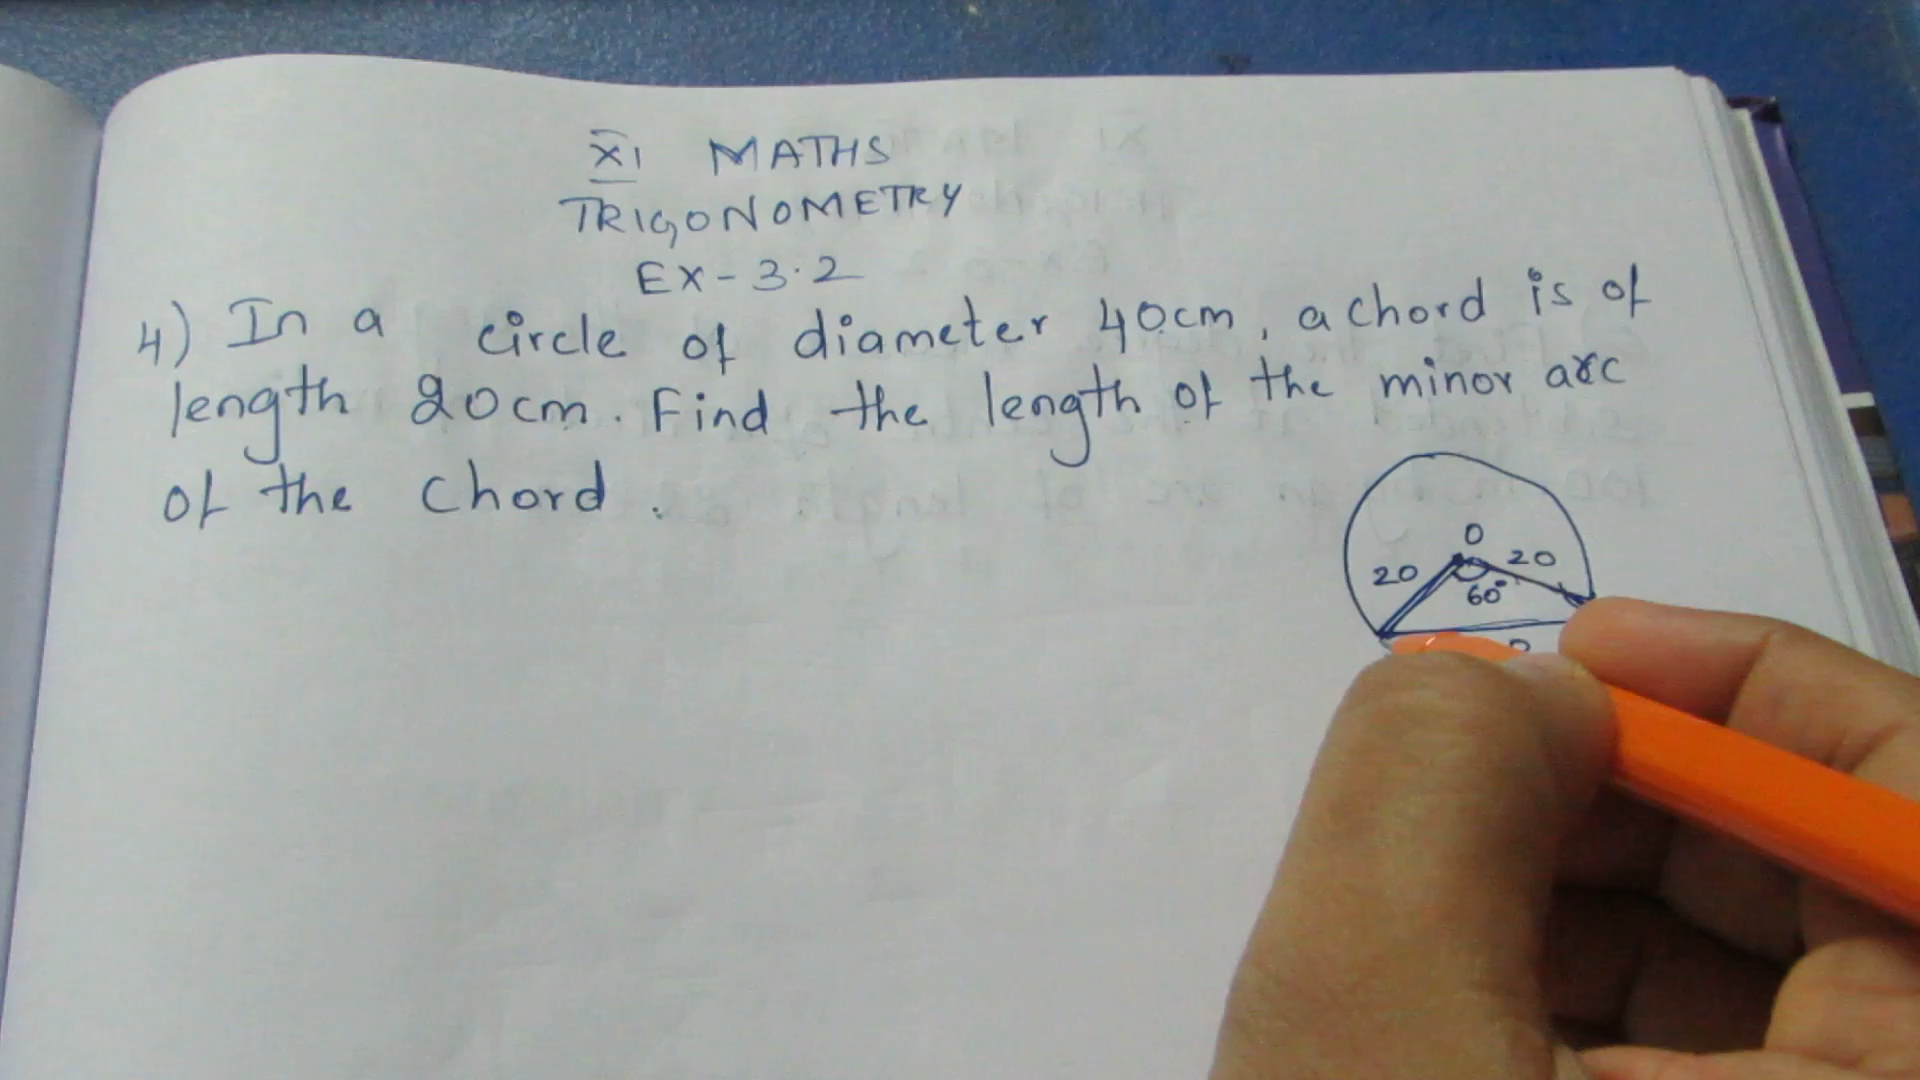 XI MATHS
TRIGONOMETRY
EX-3.2
4) In a circle of diameter 40cm, a chord is of
length 20cm. Find the length of the minor arc
of the chord.
O
20 20
60°